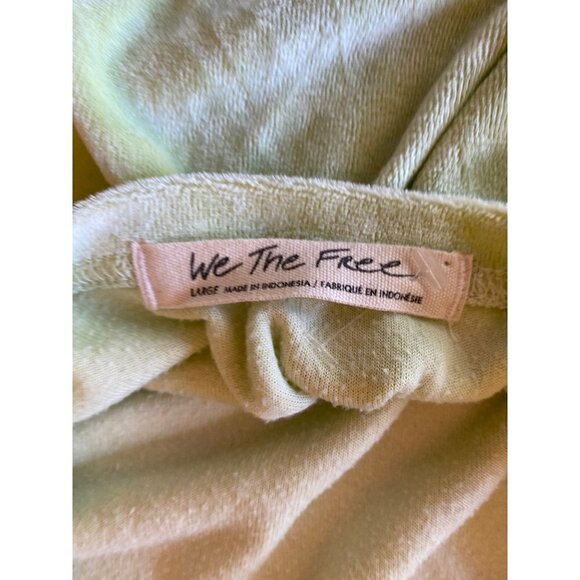 We The Free
LARGE MADE IN INDONESIA / FABRIQUÉ EN INDONÉSIE